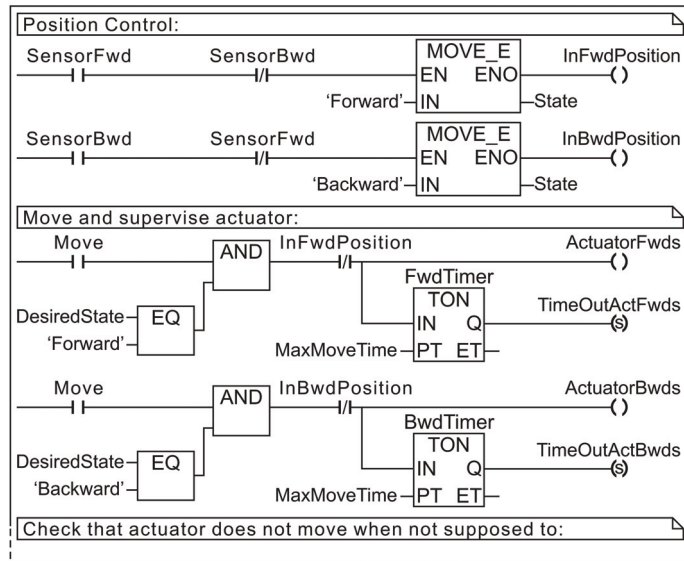 Position Control:
SensorFwd SensorBwd MOVE_E InFwdPosition
EN ENO
'Forward' IN State
SensorBwd SensorFwd MOVE_E InBwdPosition
EN ENO
'Backward' IN State
Move and supervise actuator:
Move AND InFwdPosition ActuatorFwds
FwdTimer
DesiredState EQ TON TimeOutActFwds
IN Q S
'Forward' MaxMoveTime PT ET
Move AND InBwdPosition ActuatorBwds
BwdTimer
DesiredState EQ TON TimeOutActBwds
IN Q S
'Backward' MaxMoveTime PT ET
Check that actuator does not move when not supposed to: